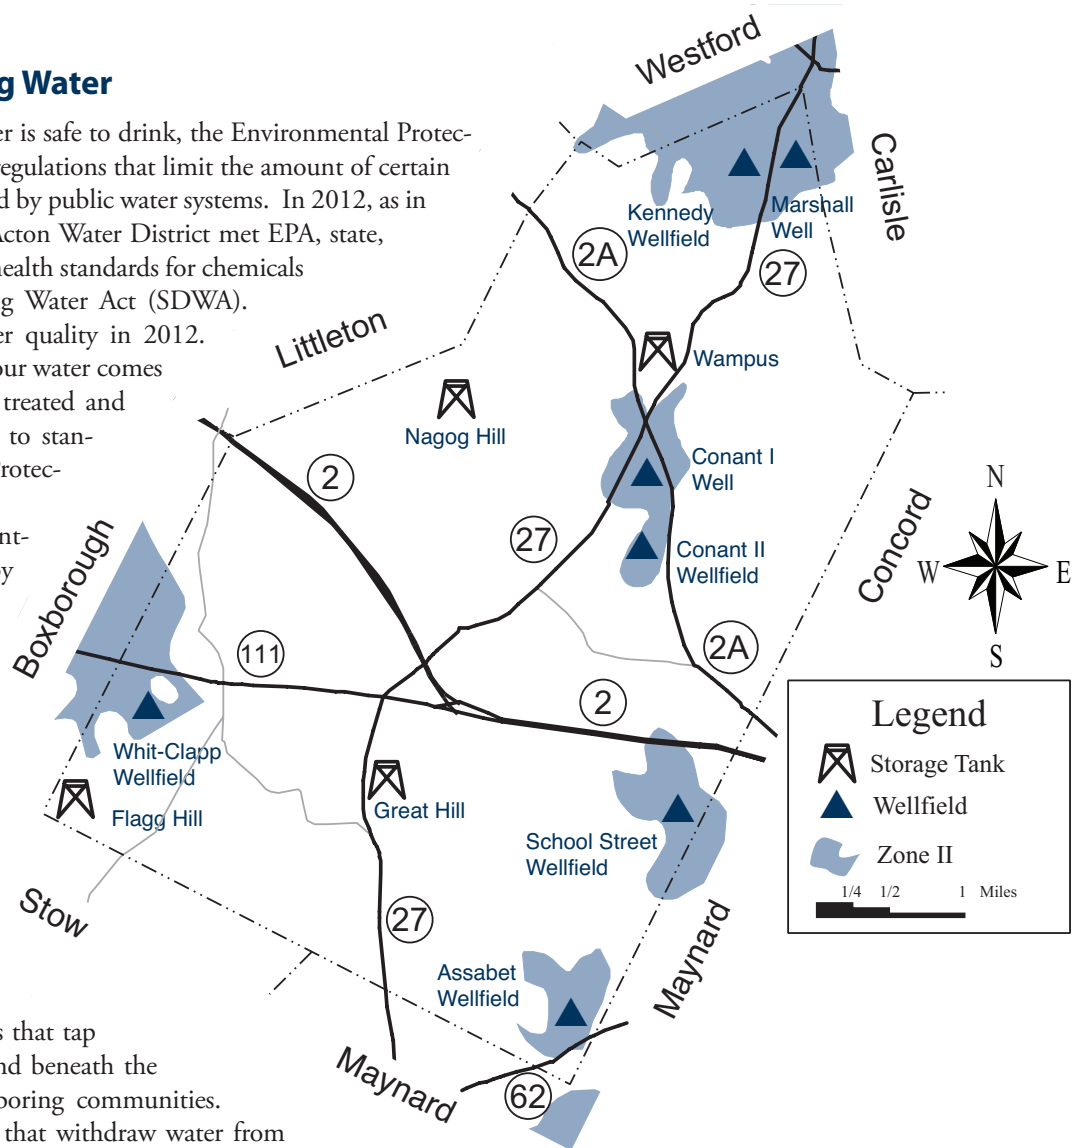 g Water
er is safe to drink, the Environmental Protec-
regulations that limit the amount of certain
d by public water systems. In 2012, as in
Acton Water District met EPA, state,
health standards for chemicals
g Water Act (SDWA).
er quality in 2012.
our water comes
treated and
to stan-
Protec-
nt-
by
Westford
Carlisle
Kennedy
Wellfield
Marshall
Well
2A
27
Littleton
Wampus
Nagog Hill
2
Conant I
Well
27
Conant II
Wellfield
Concord
N
W
E
S
Boxborough
111
2A
2
Whit-Clapp
Wellfield
Flagg Hill
Great Hill
School Street
Wellfield
Legend
Storage Tank
Wellfield
Zone II
1/4 1/2 1 Miles
Stow
27
Maynard
Assabet
Wellfield
Maynard
62
s that tap
nd beneath the
boring communities.
that withdraw water from